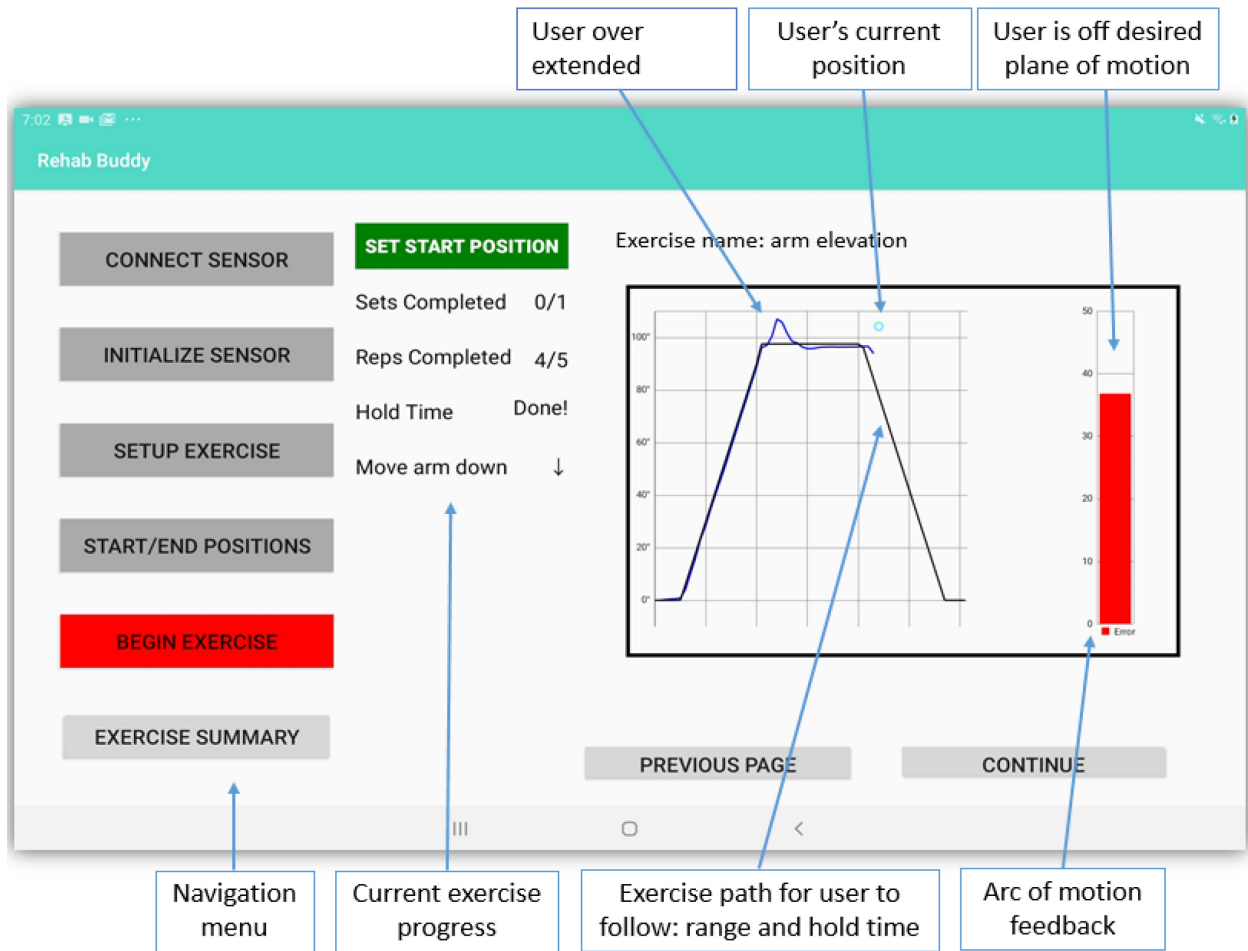 User over
extended
User's current
position
User is off desired
plane of motion
7:02
Rehab Buddy
CONNECT SENSOR
INITIALIZE SENSOR
SETUP EXERCISE
START/END POSITIONS
BEGIN EXERCISE
EXERCISE SUMMARY
SET START POSITION
Sets Completed 0/1
Reps Completed 4/5
Hold Time Done!
Move arm down ↓
Exercise name: arm elevation
100°
80°
60°
40°
20°
0°
50
40
30
20
10
0
Error
PREVIOUS PAGE
CONTINUE
Navigation
menu
Current exercise
progress
Exercise path for user to
follow: range and hold time
Arc of motion
feedback